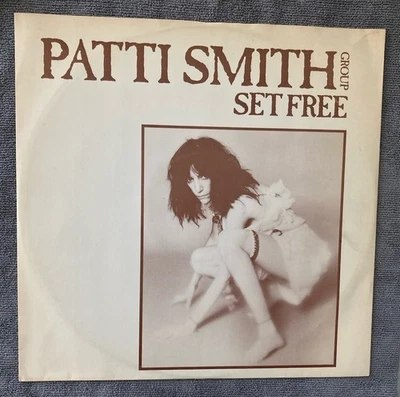 PATTI SMITH GROUP
SET FREE